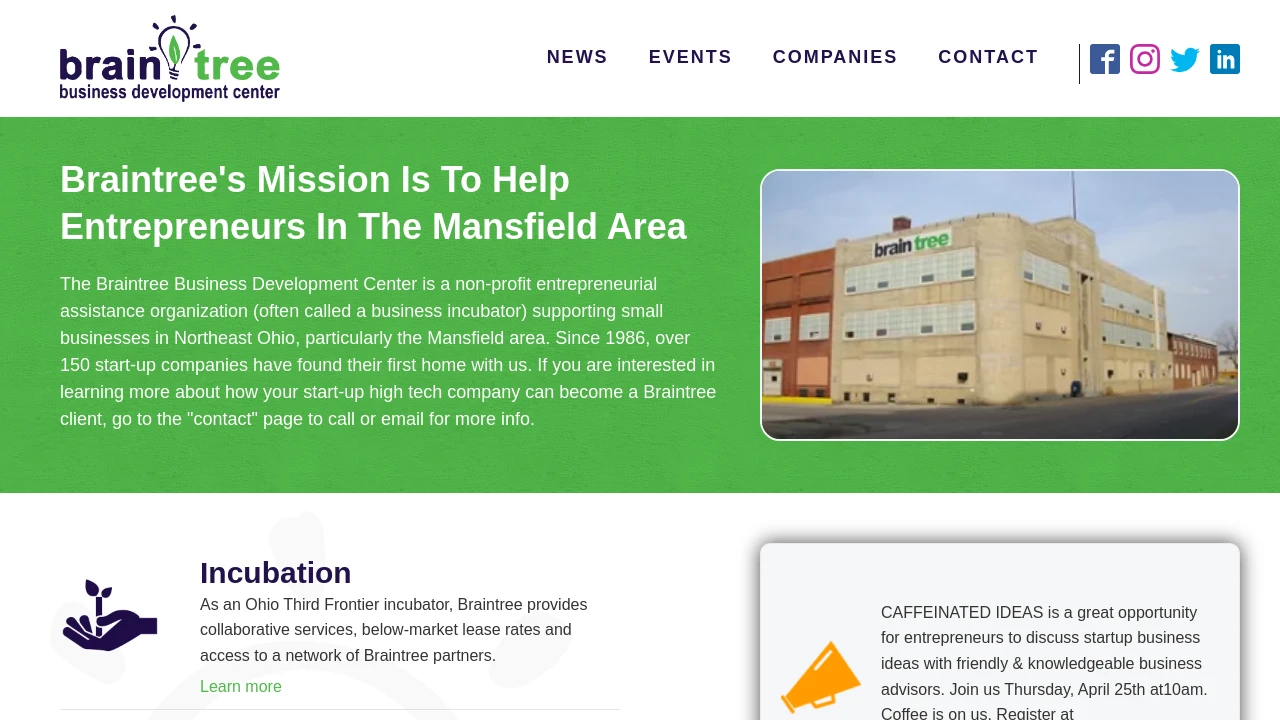 brain tree
business development center
NEWS EVENTS COMPANIES CONTACT
Braintree's Mission Is To Help
Entrepreneurs In The Mansfield Area
The Braintree Business Development Center is a non-profit entrepreneurial
assistance organization (often called a business incubator) supporting small
businesses in Northeast Ohio, particularly the Mansfield area. Since 1986, over
150 start-up companies have found their first home with us. If you are interested in
learning more about how your start-up high tech company can become a Braintree
client, go to the "contact" page to call or email for more info.
brain tree
Incubation
As an Ohio Third Frontier incubator, Braintree provides
collaborative services, below-market lease rates and
access to a network of Braintree partners.
Learn more
CAFFEINATED IDEAS is a great opportunity
for entrepreneurs to discuss startup business
ideas with friendly & knowledgeable business
advisors. Join us Thursday, April 25th at10am.
Coffee is on us. Register at